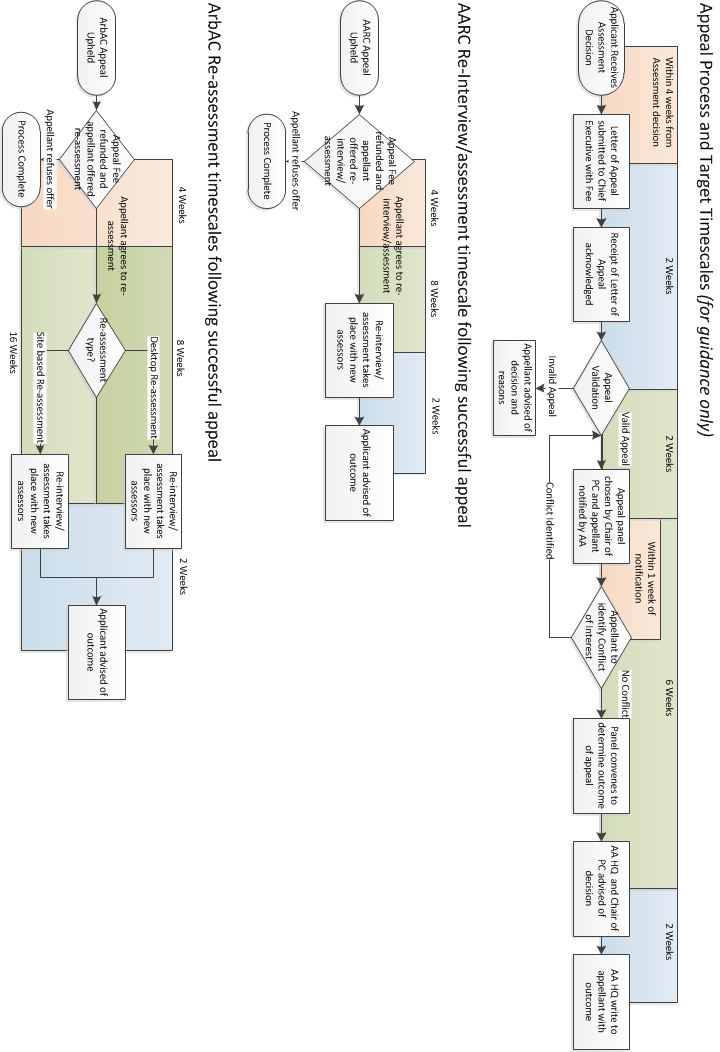 Appeal Process and Target Timescales (for guidance only)
Within 4 weeks from
Assessment decision
2 Weeks
2 Weeks
Within 1 week of
notification
6 Weeks
2 Weeks
Applicant Receives
Assessment
Decision
Letter of Appeal
submitted to Chief
Executive with Fee
Receipt of Letter of
Appeal
acknowledged
Appeal
Validation
Valid Appeal
Invalid Appeal
Appellant advised of
decision and
reasons
Appeal panel
chosen by Chair of
PC and appellant
notified by AA
Appellant to
identify Conflict
of Interest
Conflict identified
No Conflict
Panel convenes to
determine outcome
of appeal
AA HQ and Chair of
PC advised of
decision
AA HQ write to
appellant with
outcome
AARC Re-Interview/assessment timescale following successful appeal
4 Weeks
8 Weeks
2 Weeks
AARC Appeal
Upheld
Appeal Fee
refunded and
appellant
offered re-
interview/
assessment
Appellant agrees to re-
interview/assessment
Appellant refuses offer
Process Complete
Re-interview/
assessment takes
place with new
assessors
Applicant advised of
outcome
ArbAC Re-assessment timescales following successful appeal
4 Weeks
8 Weeks
2 Weeks
ArbAC Appeal
Upheld
Appeal Fee
refunded and
appellant offered
re-assessment
Appellant agrees to re-
assessment
Appellant refuses offer
Process Complete
Re-assessment
type?
Desktop Re-assessment
Site based Re-assessment
16 Weeks
Re-interview/
assessment takes
place with new
assessors
Re-interview/
assessment takes
place with new
assessors
Applicant advised of
outcome